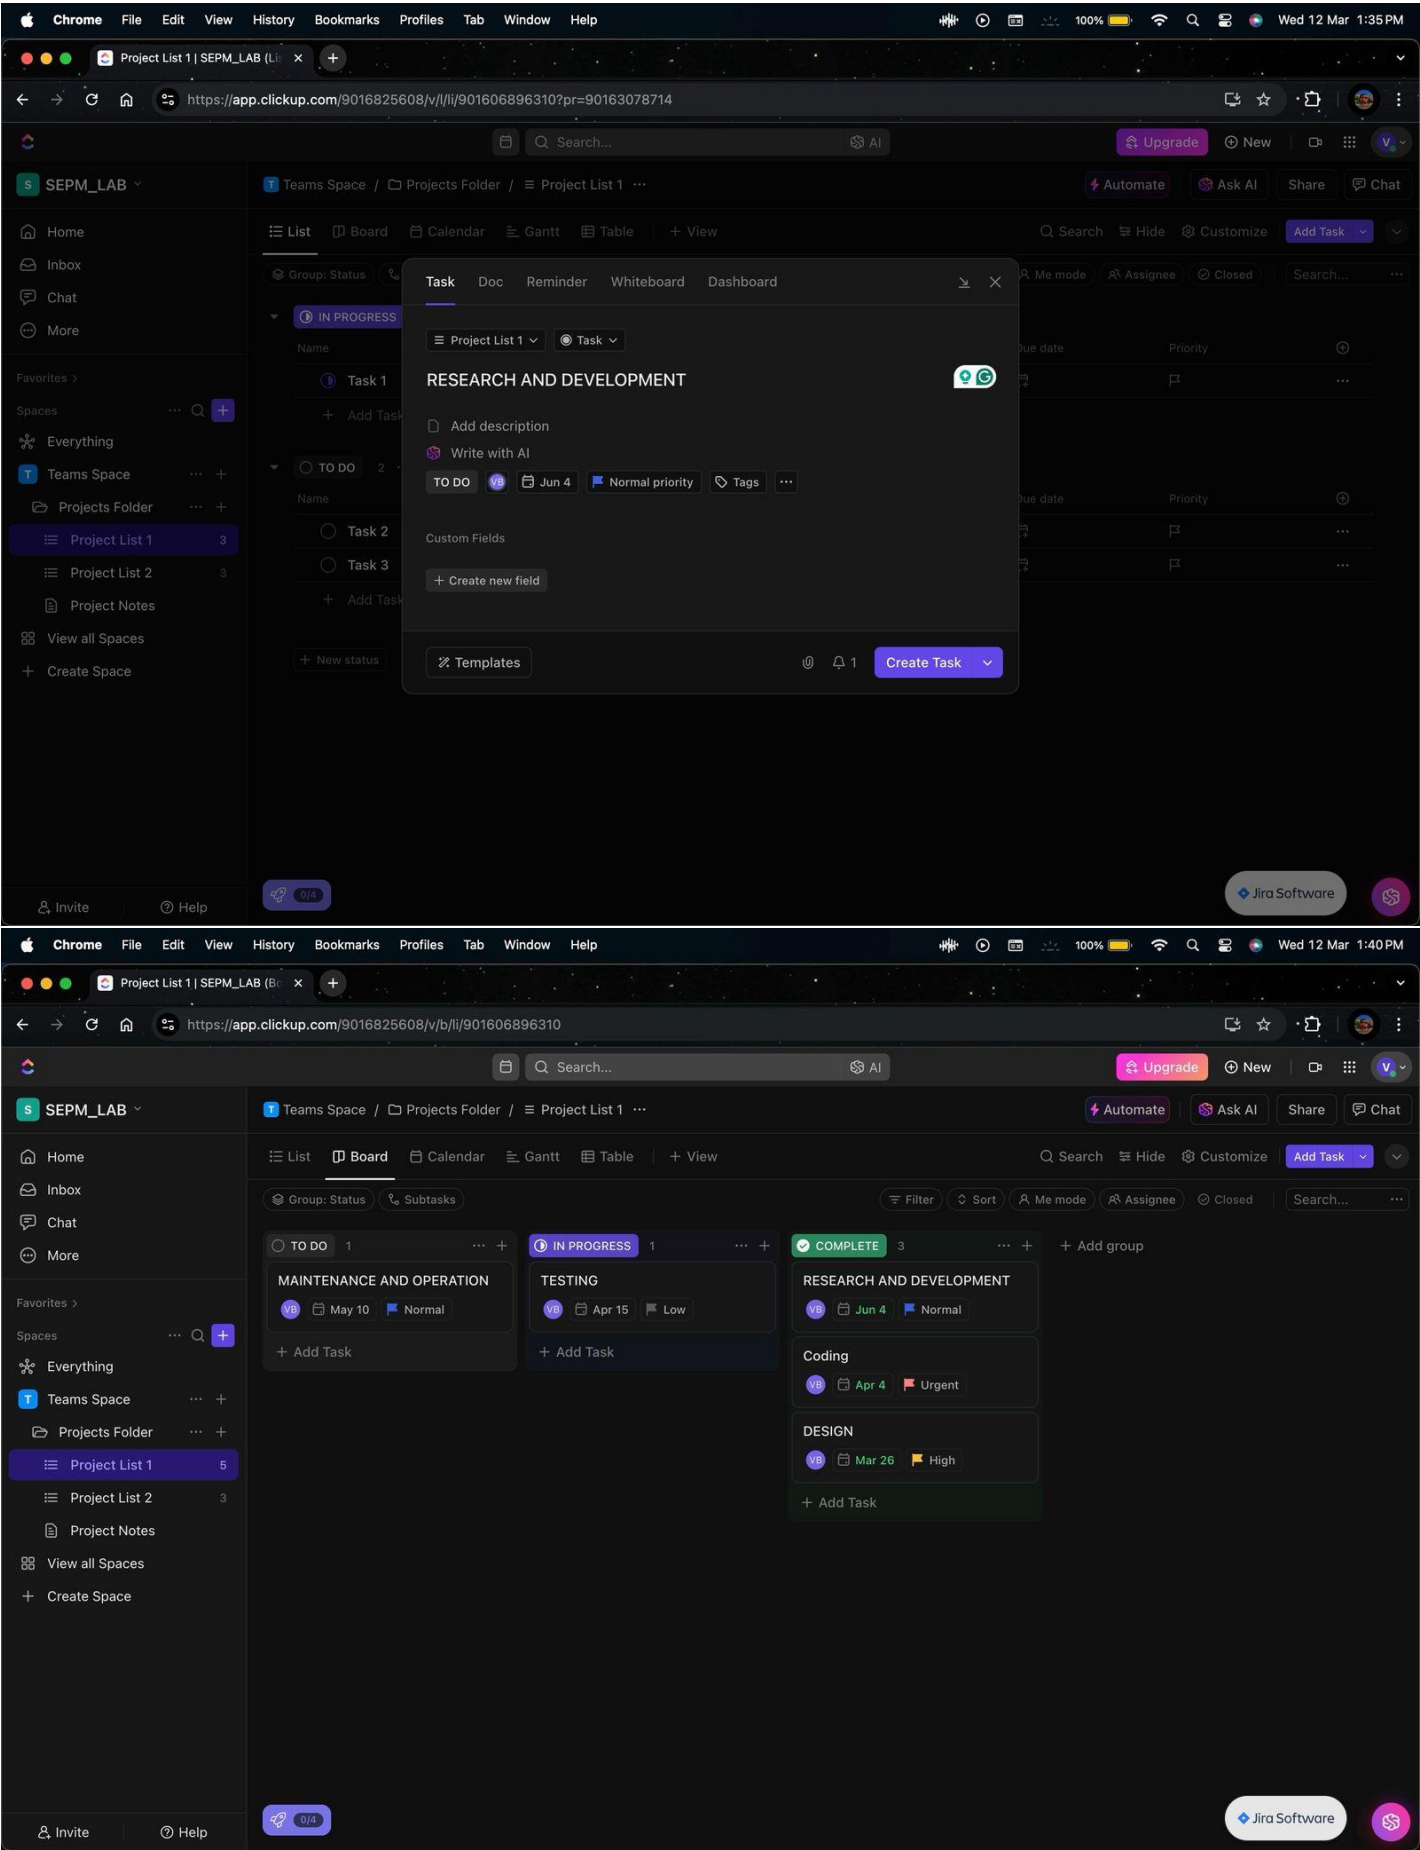 Chrome File Edit View History Bookmarks Profiles Tab Window Help 100% Wed 12 Mar 1:35 PM
Project List 1 | SEPM_LAB (Lis
https://app.clickup.com/9016825608/v/l/li/901606896310?pr=90163078714
Search... AI Upgrade New V
S SEPM_LAB T Teams Space / Projects Folder / Project List 1 ... Automate Ask AI Share Chat
Home List Board Calendar Gantt Table + View Search Hide Customize Add Task
Inbox Group: Status Me mode Assignee Closed Search... ...
Task Doc Reminder Whiteboard Dashboard
Chat
IN PROGRESS
More
Project List 1 Task
Name Due date Priority
Favorites >
Task 1 RESEARCH AND DEVELOPMENT ...
Spaces ... +
+ Add Task
Add description
Everything
Write with AI
TO DO 2
T Teams Space ... +
TO DO VB Jun 4 Normal priority Tags ...
Name Due date Priority
Projects Folder ... +
Task 2 ...
Project List 1 3
Custom Fields
Project List 2 3
Task 3 ...
+ Create new field
Project Notes
+ Add Task
View all Spaces
+ New status
Templates 1 Create Task
+ Create Space
0/4
Jira Software
Invite Help
Chrome File Edit View History Bookmarks Profiles Tab Window Help 100% Wed 12 Mar 1:40 PM
Project List 1 | SEPM_LAB (Bo
https://app.clickup.com/9016825608/v/b/li/901606896310
Search... AI Upgrade New V
S SEPM_LAB T Teams Space / Projects Folder / Project List 1 ... Automate Ask AI Share Chat
Home List Board Calendar Gantt Table + View Search Hide Customize Add Task
Inbox Group: Status Subtasks Filter Sort Me mode Assignee Closed Search... ...
Chat
More
TO DO 1 ... + IN PROGRESS 1 ... + COMPLETE 3 ... + + Add group
MAINTENANCE AND OPERATION TESTING RESEARCH AND DEVELOPMENT
Favorites >
VB May 10 Normal VB Apr 15 Low VB Jun 4 Normal
Spaces ... +
+ Add Task + Add Task Coding
Everything
VB Apr 4 Urgent
T Teams Space ... +
Projects Folder ... +
DESIGN
Project List 1 5
VB Mar 26 High
Project List 2 3
+ Add Task
Project Notes
View all Spaces
+ Create Space
0/4
Jira Software
Invite Help